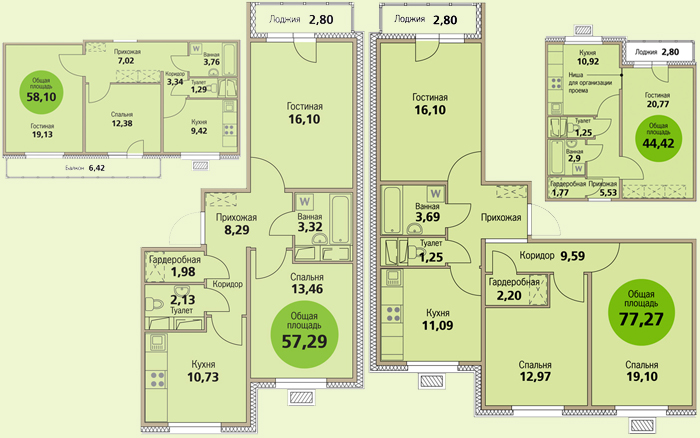 Прихожая
7,02
W
Ванная
3,76
Общая
площадь
58,10
Гостиная
19,13
Спальня
12,38
Коридор
3,34
Туалет
1,29
Кухня
9,42
Балкон 6,42
Лоджия 2,80
Гостиная
16,10
Прихожая
8,29
W
Ванная
3,32
Гардеробная
1,98
Коридор
2,13
Туалет
Спальня
13,46
Общая
площадь
57,29
Кухня
10,73
Лоджия 2,80
Гостиная
16,10
W
Ванная
3,69
Прихожая
Туалет
1,25
Коридор 9,59
Гардеробная
2,20
Кухня
11,09
Общая
площадь
77,27
Спальня
12,97
Спальня
19,10
Кухня
10,92
Лоджия 2,80
Ниша
для организации
проема
Гостиная
20,77
Туалет
1,25
Общая
площадь
44,42
Ванная
2,9
W
Гардеробная
1,77
Прихожая
5,53